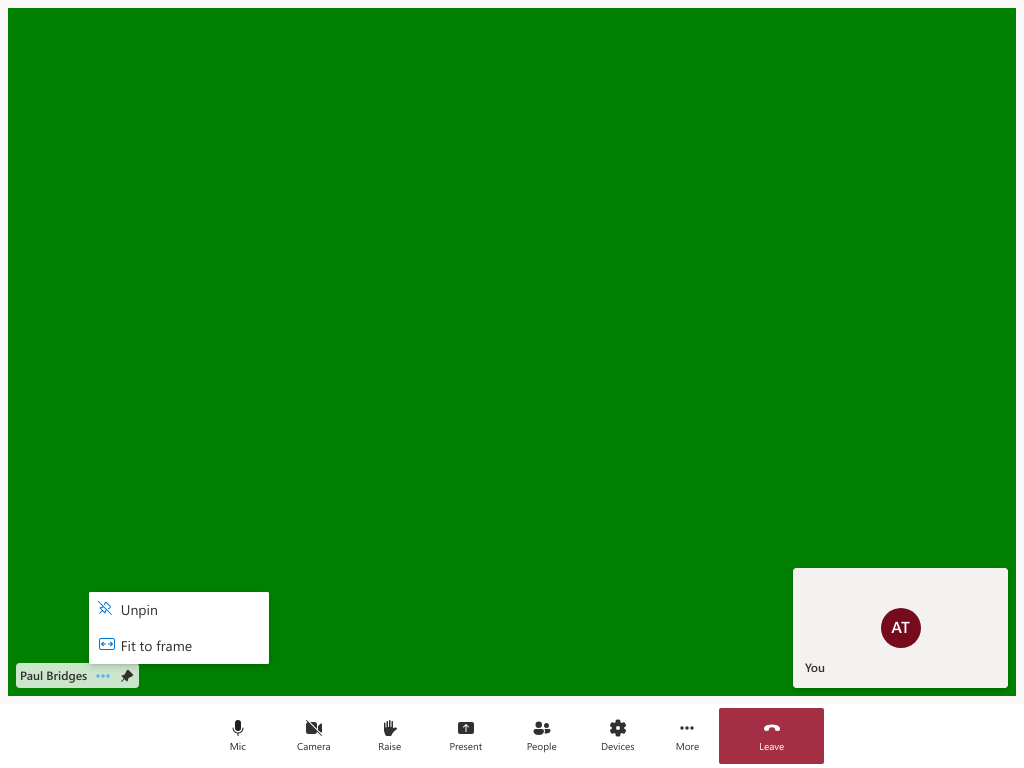 Unpin
Fit to frame
Paul Bridges
AT
You
Mic
Camera
Raise
Present
People
Devices
More
Leave